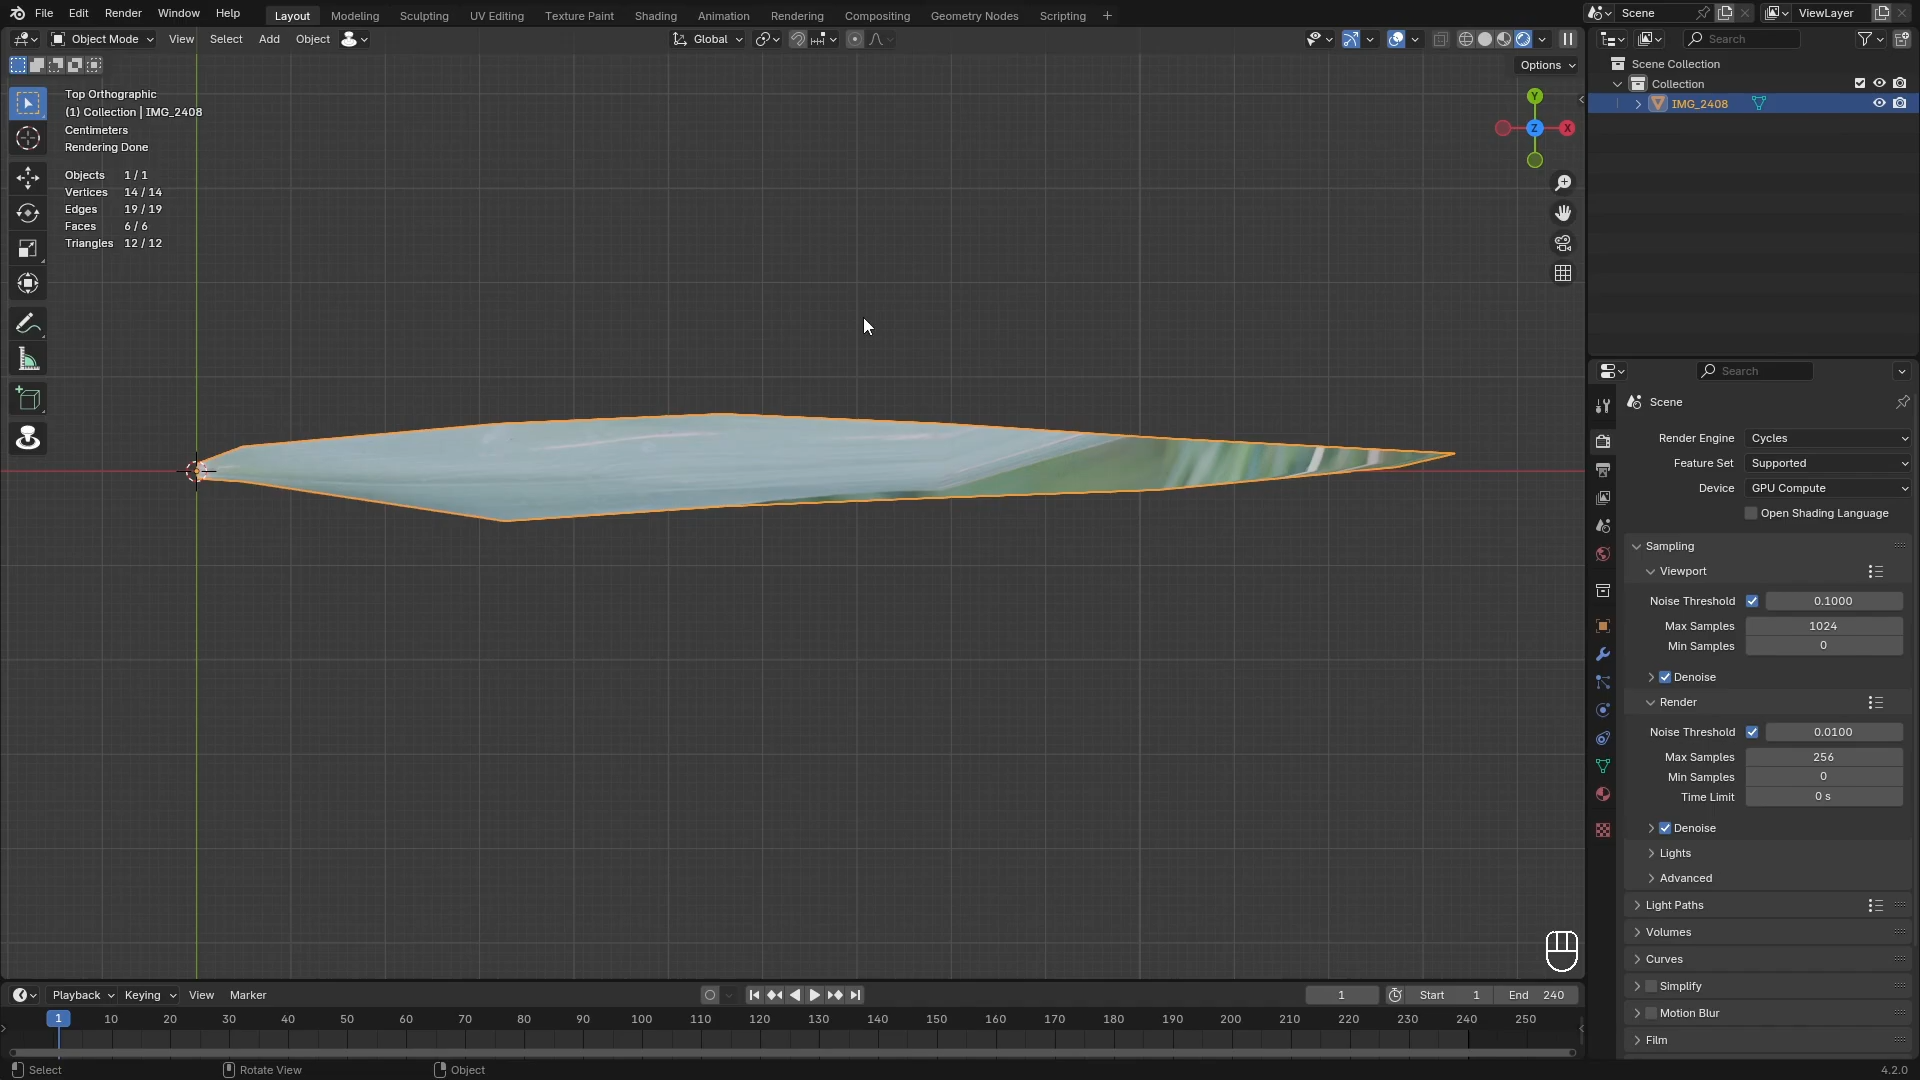 File Edit Render Window Help
Layout Modeling Sculpting UV Editing Texture Paint Shading Animation Rendering Compositing Geometry Nodes Scripting +
Scene
ViewLayer
Object Mode View Select Add Object
Global
Search
Options
Scene Collection
Collection
IMG_2408
Top Orthographic
(1) Collection | IMG_2408
Centimeters
Rendering Done
Objects 1 / 1
Vertices 14 / 14
Edges 19 / 19
Faces 6 / 6
Triangles 12 / 12
Y
Z
X
Search
Scene
Render Engine Cycles
Feature Set Supported
Device GPU Compute
Open Shading Language
Sampling
Viewport
Noise Threshold 0.1000
Max Samples 1024
Min Samples 0
Denoise
Render
Noise Threshold 0.0100
Max Samples 256
Min Samples 0
Time Limit 0 s
Denoise
Lights
Advanced
Light Paths
Volumes
Curves
Simplify
Motion Blur
Film
Playback Keying View Marker
1
Start 1
End 240
1 10 20 30 40 50 60 70 80 90 100 110 120 130 140 150 160 170 180 190 200 210 220 230 240 250
Select
Rotate View
Object
4.2.0